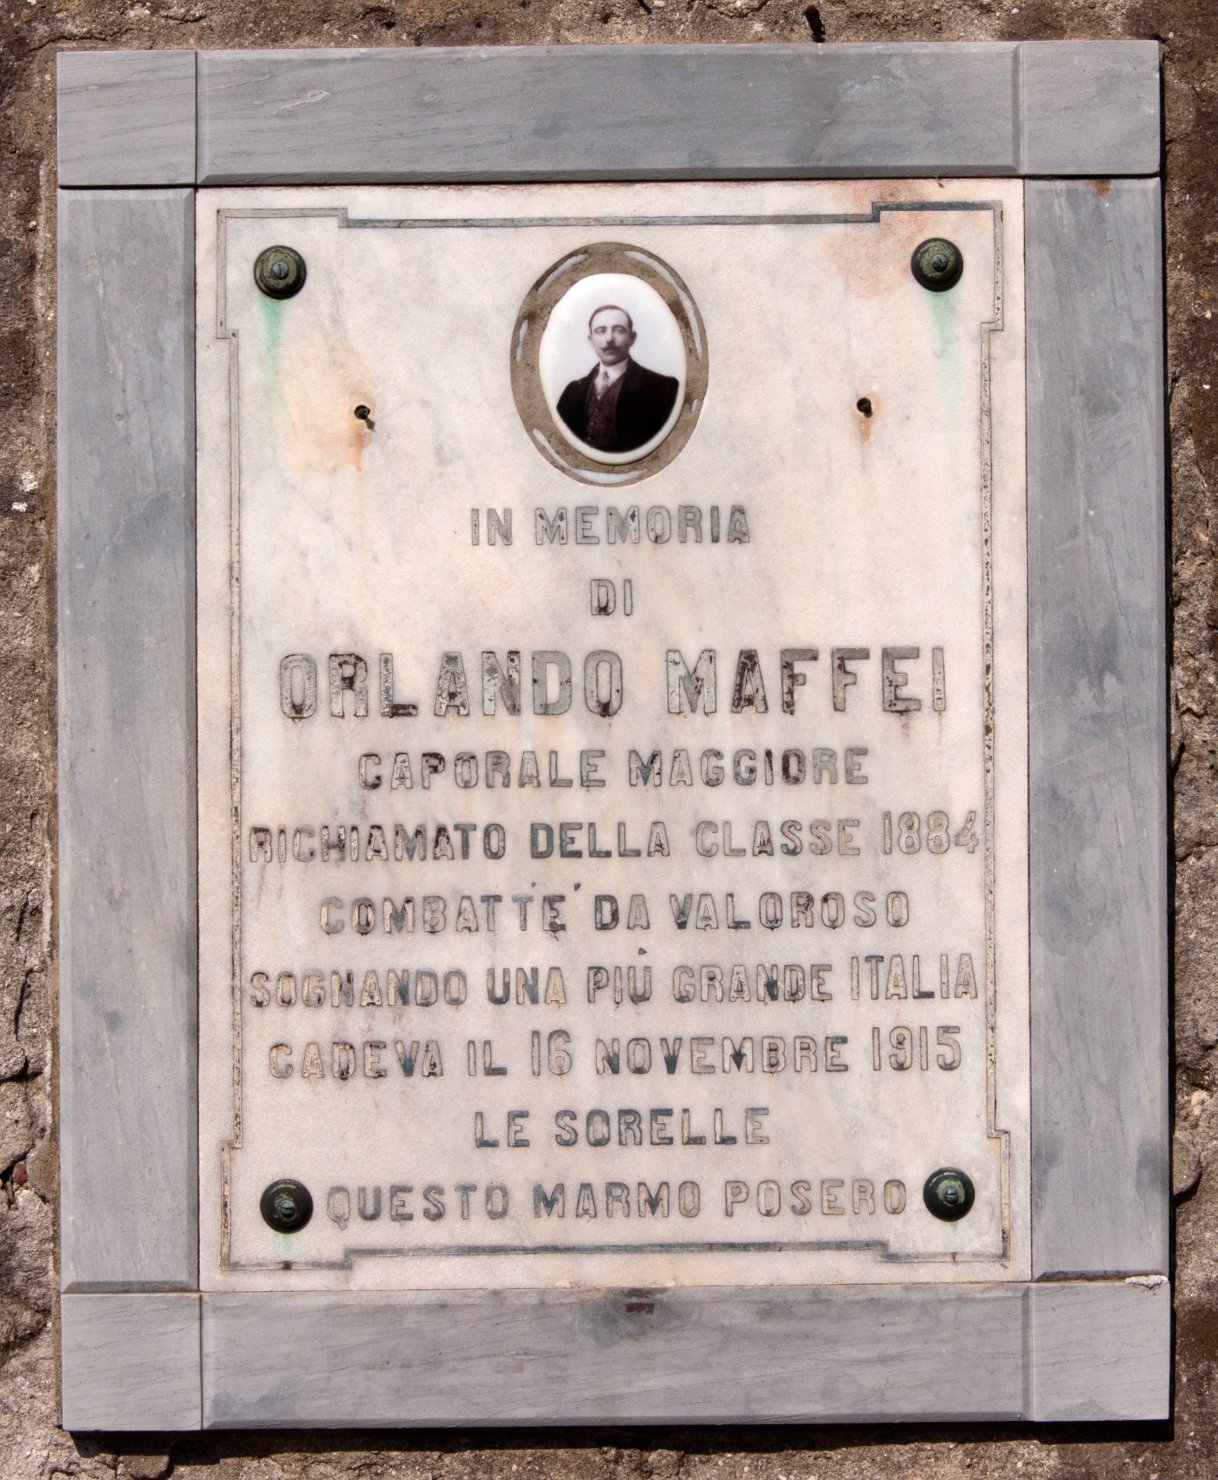 IN MEMORIA
DI
ORLANDO MAFFEI
CAPORALE MAGGIORE
RICHIAMATO DELLA CLASSE 1884
COMBATTÉ DA VALOROSO
SOGNANDO UNA PIÙ GRANDE ITALIA
CADEVA IL 16 NOVEMBRE 1915
LE SORELLE
QUESTO MARMO POSERO